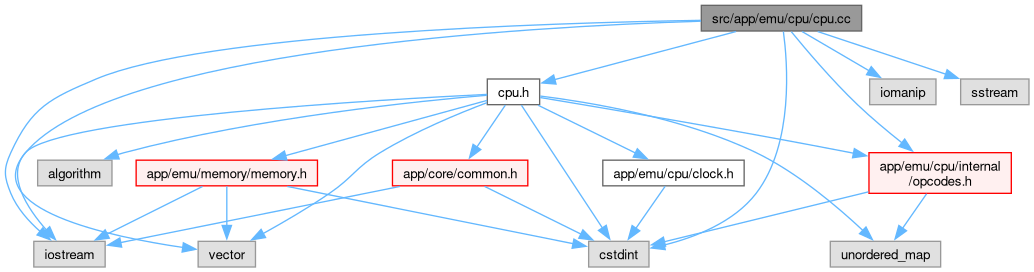 src/app/emu/cpu/cpu.cc
cpu.h
iomanip
sstream
algorithm
app/emu/memory/memory.h
app/core/common.h
app/emu/cpu/clock.h
app/emu/cpu/internal
/opcodes.h
iostream
vector
cstdint
unordered_map